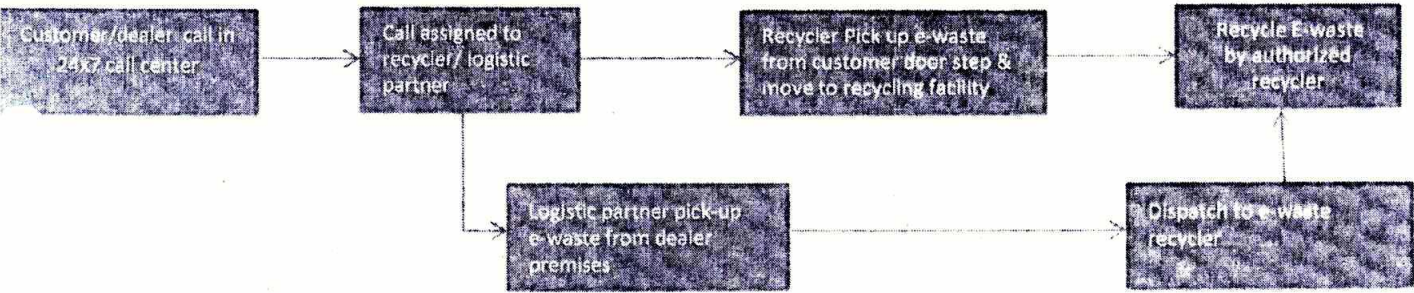 Customer/dealer call in
24x7 call center
Call assigned to
recycler/ logistic
partner
Recycler Pick up e-waste
from customer door step &
move to recycling facility
Recycle E-waste
by authorized
recycler
Logistic partner pick-up
e-waste from dealer
premises
Dispatch to e-waste
recycler